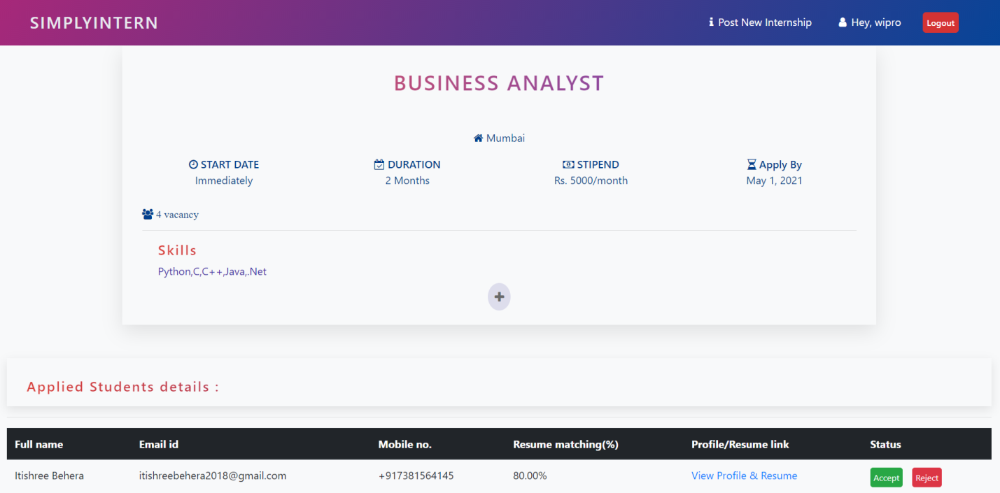 SIMPLYINTERN Post New Internship Hey, wipro Logout
BUSINESS ANALYST
Mumbai
START DATE DURATION STIPEND Apply By
Immediately 2 Months Rs. 5000/month May 1, 2021
4 vacancy
Skills
Python,C,C++,Java,.Net
Applied Students details :
Full name Email id Mobile no. Resume matching(%) Profile/Resume link Status
Itishree Behera itishreebehera2018@gmail.com +917381564145 80.00% View Profile & Resume Accept Reject